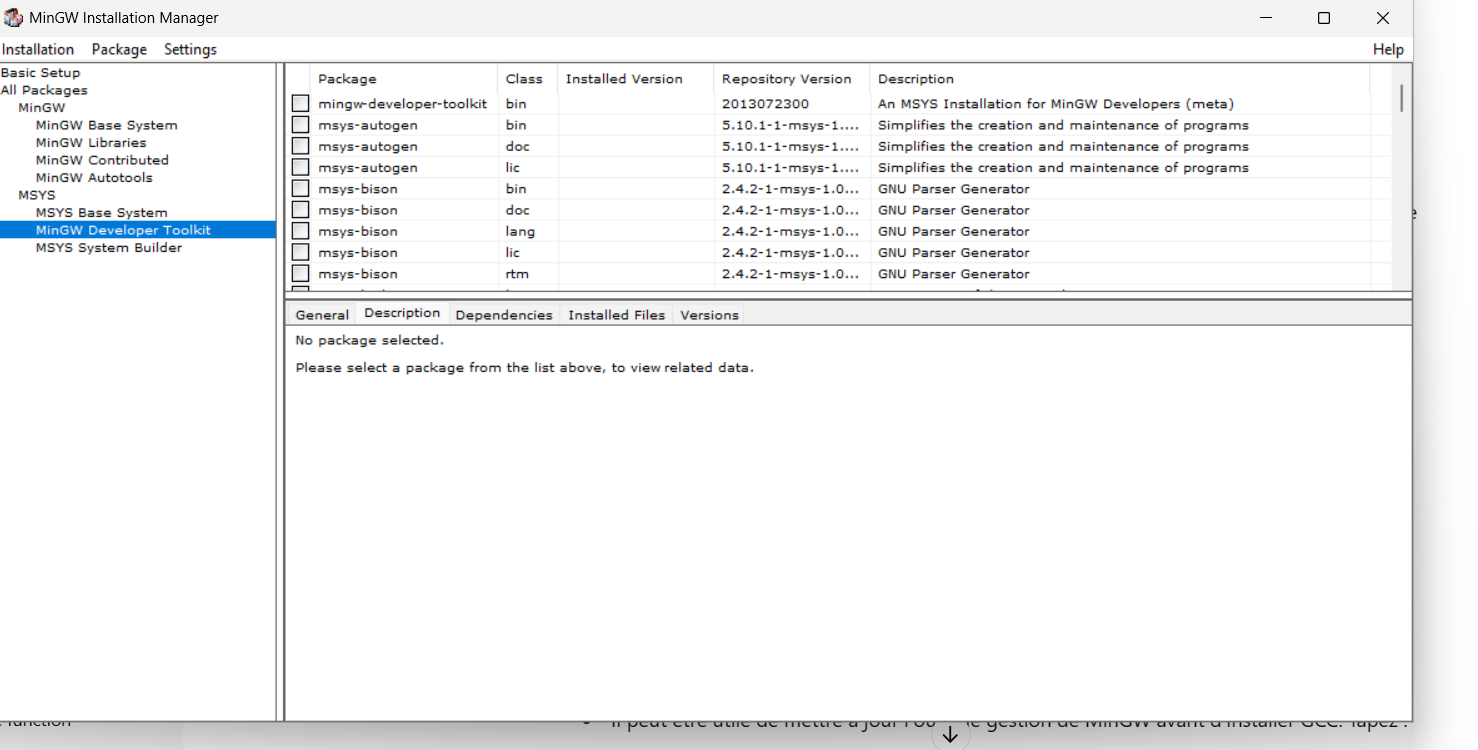 MinGW Installation Manager
Installation Package Settings Help
Basic Setup
All Packages
MinGW
MinGW Base System
MinGW Libraries
MinGW Contributed
MinGW Autotools
MSYS
MSYS Base System
MinGW Developer Toolkit
MSYS System Builder
Package Class Installed Version Repository Version Description
mingw-developer-toolkit bin 2013072300 An MSYS Installation for MinGW Developers (meta)
msys-autogen bin 5.10.1-1-msys-1.... Simplifies the creation and maintenance of programs
msys-autogen doc 5.10.1-1-msys-1.... Simplifies the creation and maintenance of programs
msys-autogen lic 5.10.1-1-msys-1.... Simplifies the creation and maintenance of programs
msys-bison bin 2.4.2-1-msys-1.0... GNU Parser Generator
msys-bison doc 2.4.2-1-msys-1.0... GNU Parser Generator
msys-bison lang 2.4.2-1-msys-1.0... GNU Parser Generator
msys-bison lic 2.4.2-1-msys-1.0... GNU Parser Generator
msys-bison rtm 2.4.2-1-msys-1.0... GNU Parser Generator
General Description Dependencies Installed Files Versions
No package selected.
Please select a package from the list above, to view related data.
e
function
Il peut être utile de mettre à jour l'ou le gestion de MinGW avant d'installer GCC. Tapez :